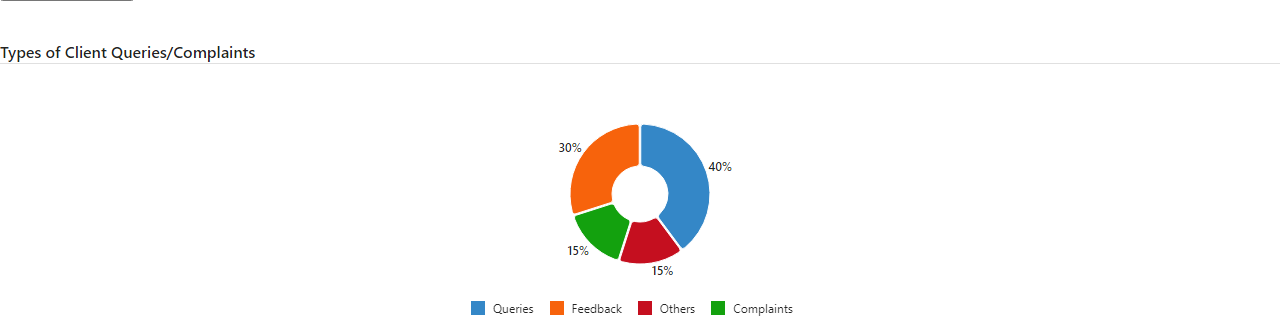 Types of Client Queries/Complaints
30%
40%
15%
15%
Queries Feedback Others Complaints